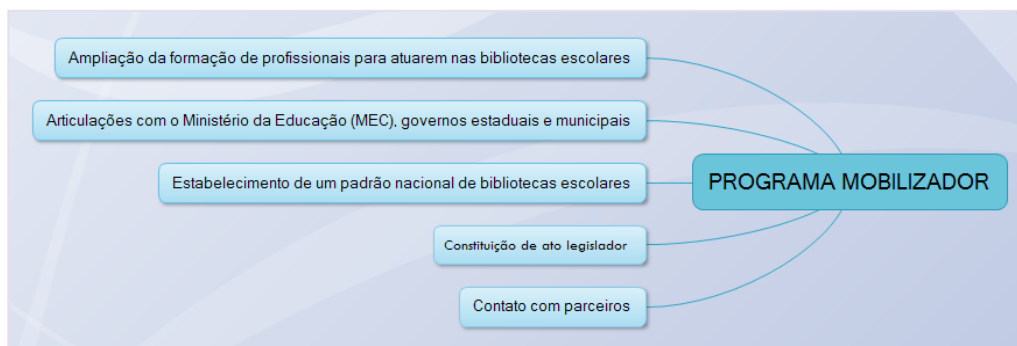 Ampliação da formação de profissionais para atuarem nas bibliotecas escolares
Articulações com o Ministério da Educação (MEC), governos estaduais e municipais
Estabelecimento de um padrão nacional de bibliotecas escolares
PROGRAMA MOBILIZADOR
Constituição de ato legislador
Contato com parceiros